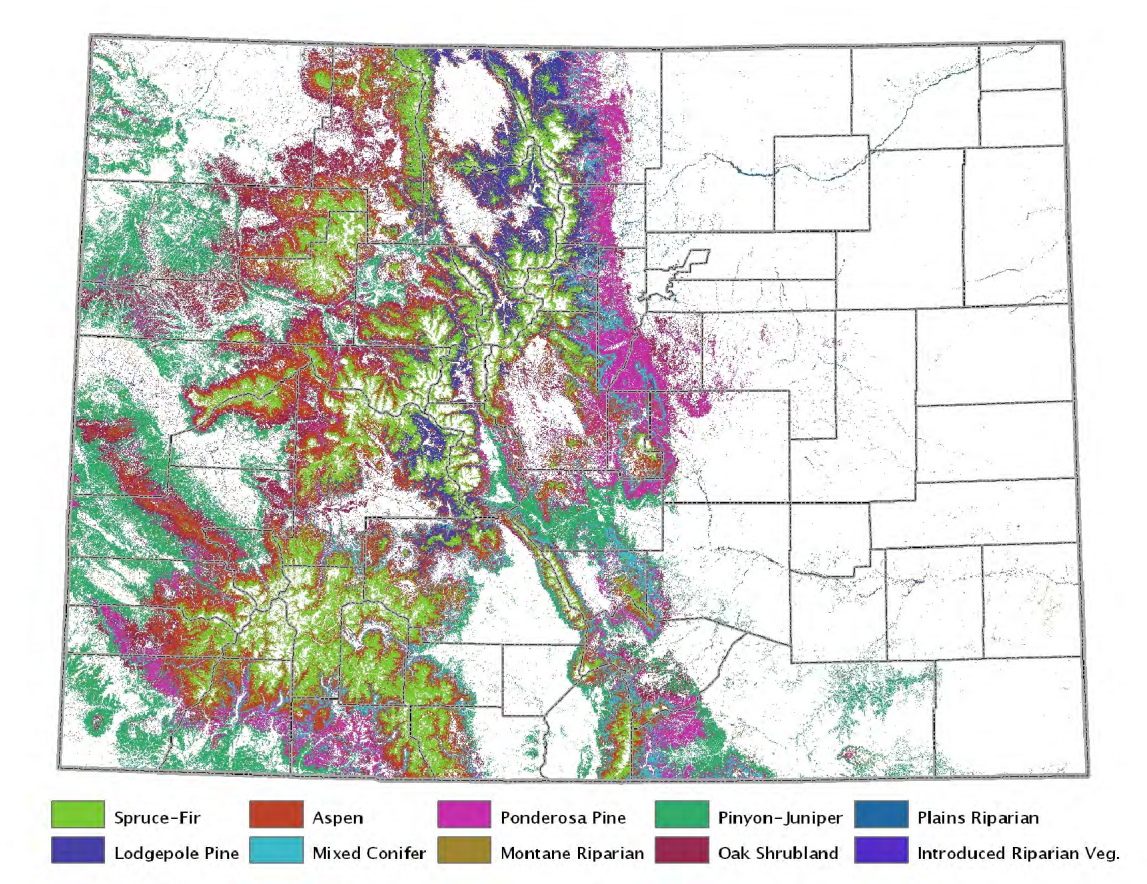 Spruce-Fir Aspen Ponderosa Pine Pinyon-Juniper Plains Riparian
Lodgepole Pine Mixed Conifer Montane Riparian Oak Shrubland Introduced Riparian Veg.